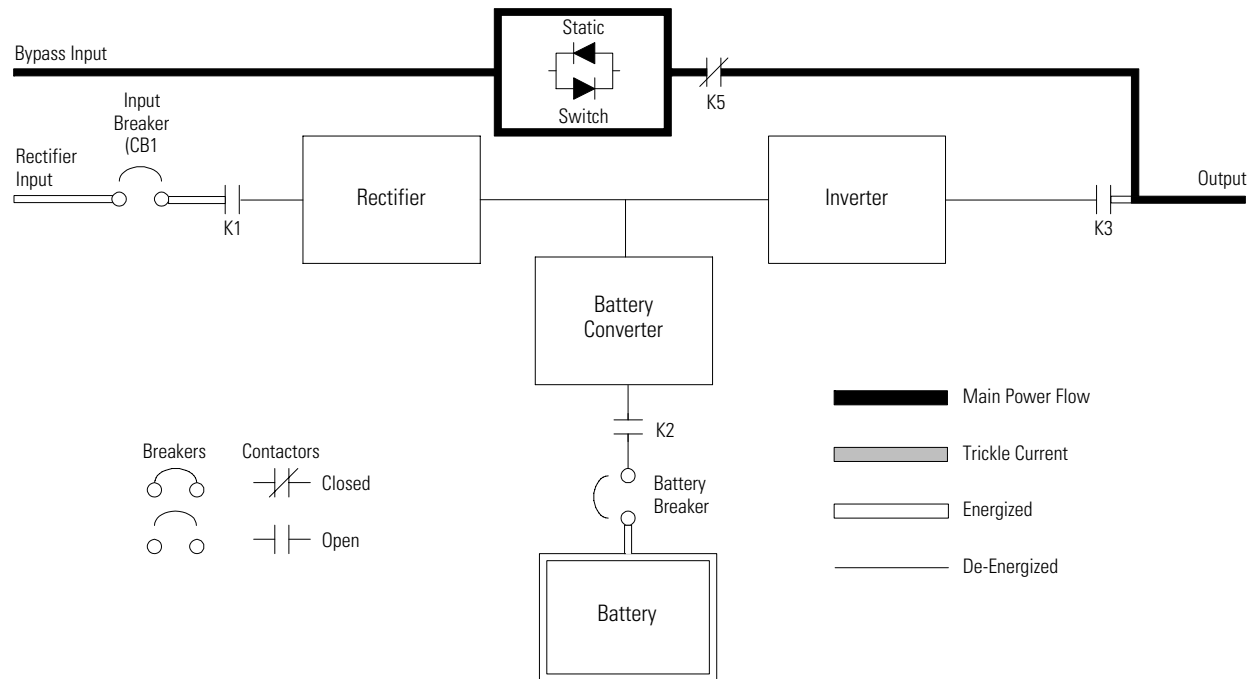 Static
Switch
Bypass Input
K5
Input
Breaker
(CB1
Rectifier
Input
K1
Rectifier
Inverter
K3
Output
Battery
Converter
K2
Battery
Breaker
Battery
Breakers
Contactors
Closed
Open
Main Power Flow
Trickle Current
Energized
De-Energized